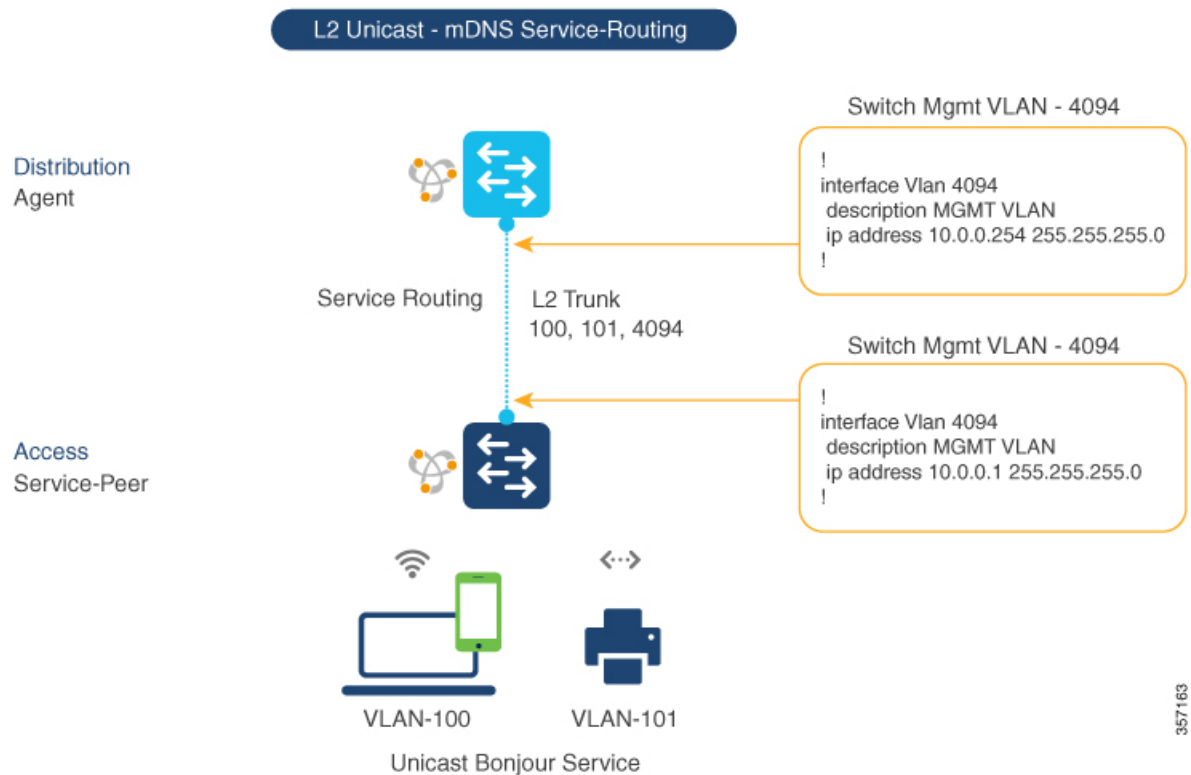 L2 Unicast - mDNS Service-Routing
Switch Mgmt VLAN - 4094
!
interface Vlan 4094
description MGMT VLAN
ip address 10.0.0.254 255.255.255.0
!
Distribution
Agent
Service Routing
L2 Trunk
100, 101, 4094
Switch Mgmt VLAN - 4094
!
interface Vlan 4094
description MGMT VLAN
ip address 10.0.0.1 255.255.255.0
!
Access
Service-Peer
VLAN-100
VLAN-101
Unicast Bonjour Service
357163